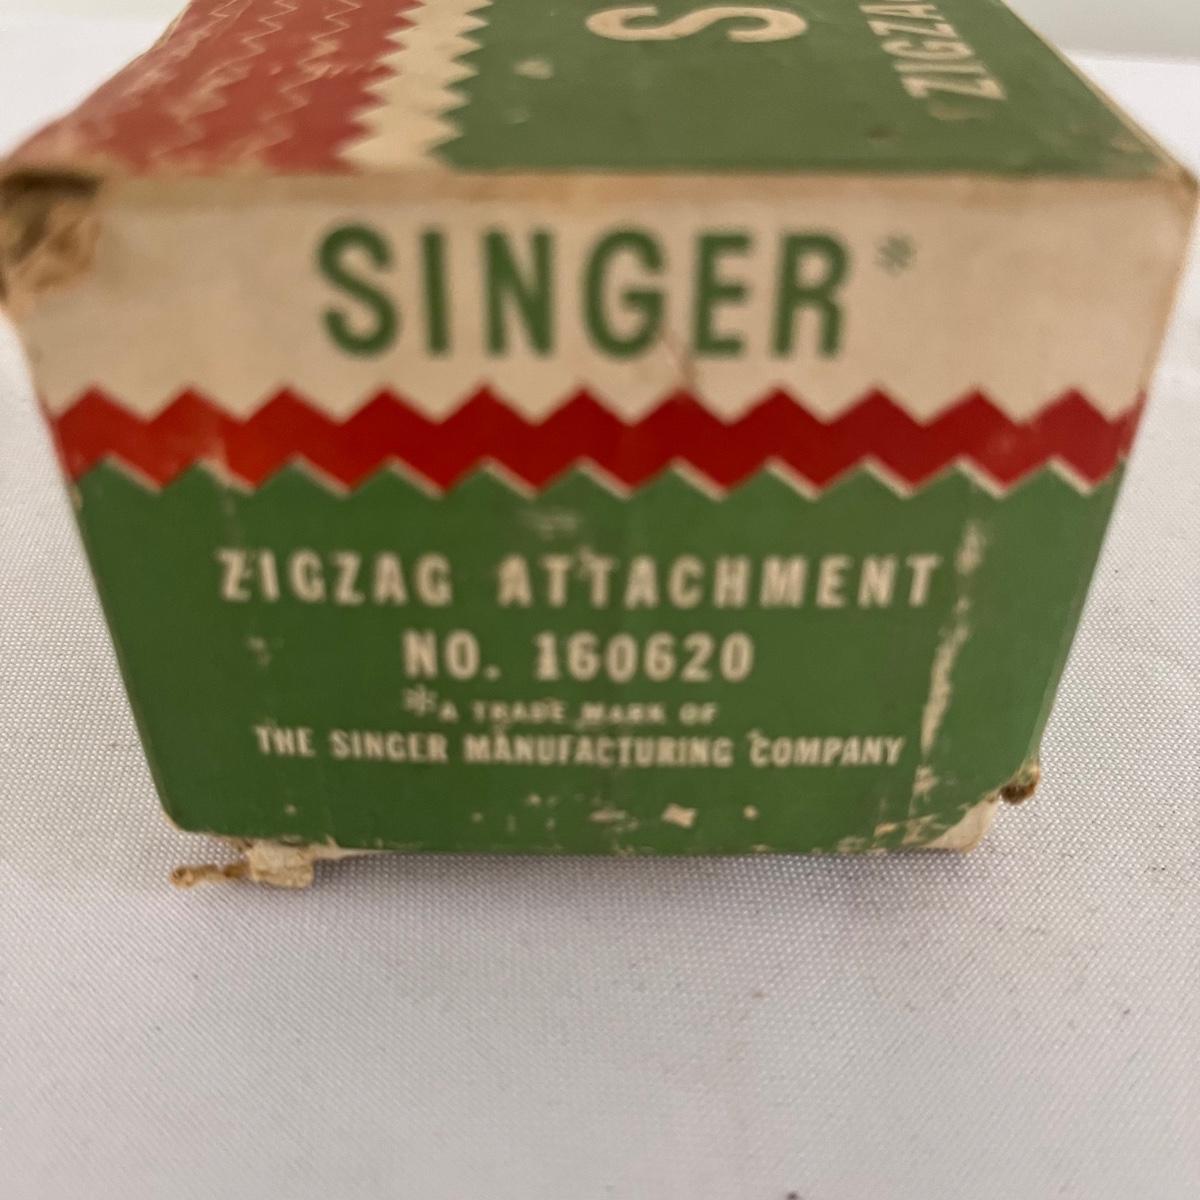 SINGER*
ZIGZAG ATTACHMENT
NO. 160620
*A TRADE MARK OF
THE SINGER MANUFACTURING COMPANY